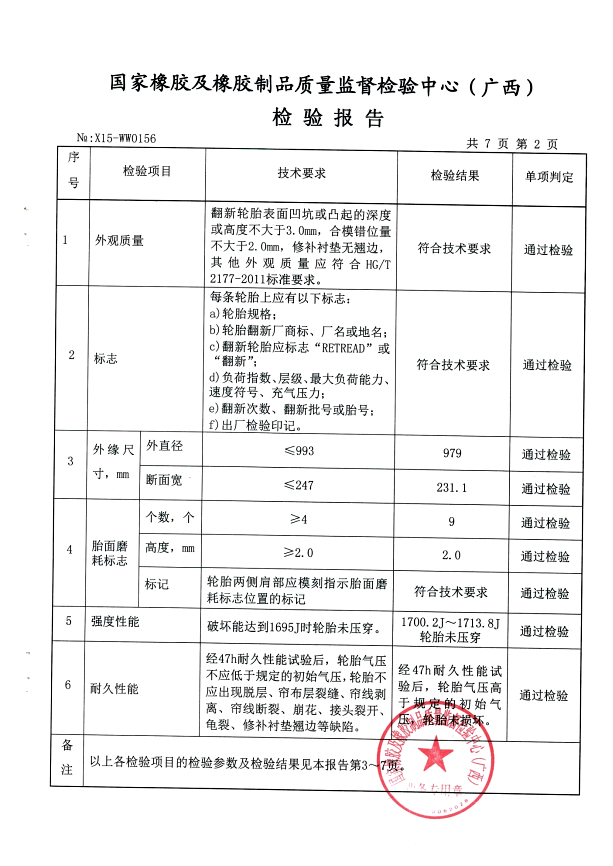 国家橡胶及橡胶制品质量监督检验中心（广西）
检验报告
№:X15-WW0156
共 7 页 第 2 页
序号 检验项目 技术要求 检验结果 单项判定
1 外观质量
翻新轮胎表面凹坑或凸起的深度
或高度不大于3.0mm，合模错位量
不大于2.0mm，修补衬垫无翘边，
其他外观质量应符合HG/T
2177-2011标准要求。
符合技术要求 通过检验
2 标志
每条轮胎上应有以下标志：
a)轮胎规格；
b)轮胎翻新厂商标、厂名或地名；
c)翻新轮胎应标志“RETREAD”或
“翻新”；
d)负荷指数、层级、最大负荷能力、
速度符号、充气压力；
e)翻新次数、翻新批号或胎号；
f)出厂检验印记。
符合技术要求 通过检验
3 外缘尺
寸，mm
外直径 ≤993 979 通过检验
断面宽 ≤247 231.1 通过检验
4 胎面磨
耗标志
个数，个 ≥4 9 通过检验
高度，mm ≥2.0 2.0 通过检验
标记
轮胎两侧肩部应模刻指示胎面磨
耗标志位置的标记
符合技术要求 通过检验
5 强度性能 破坏能达到1695J时轮胎未压穿。
1700.2J～1713.8J
轮胎未压穿
通过检验
6 耐久性能
经47h耐久性能试验后，轮胎气压
不应低于规定的初始气压，轮胎不
应出现脱层、帘布层裂缝、帘线剥
离、帘线断裂、崩花、接头裂开、
龟裂、修补衬垫翘边等缺陷。
经47h耐久性能试
验后，轮胎气压高
于规定的初始气
压，轮胎未损坏。
通过检验
备注 以上各检验项目的检验参数及检验结果见本报告第3～7页。
国家橡胶及橡胶制品质量监督检验中心（广西）